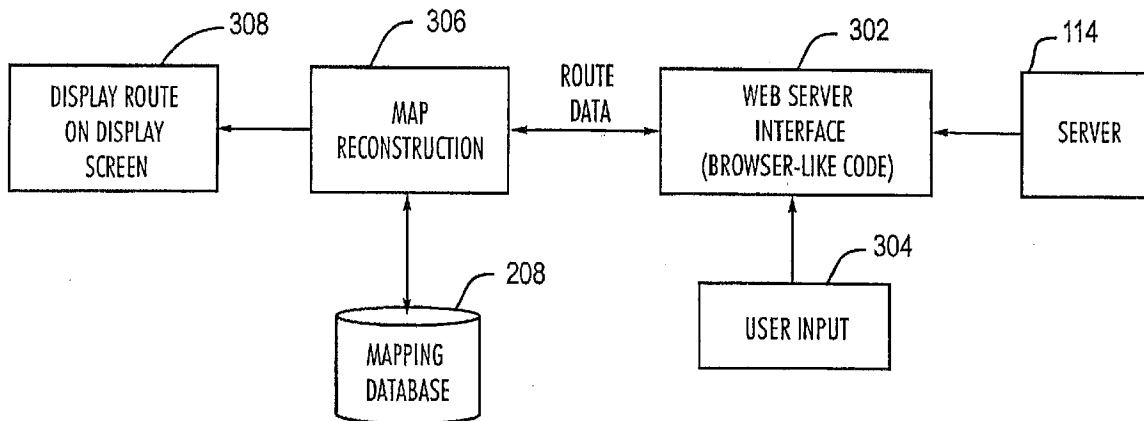 308
306
302
114
DISPLAY ROUTE
ON DISPLAY
SCREEN
MAP
RECONSTRUCTION
ROUTE
DATA
WEB SERVER
INTERFACE
(BROWSER-LIKE CODE)
SERVER
208
MAPPING
DATABASE
304
USER INPUT